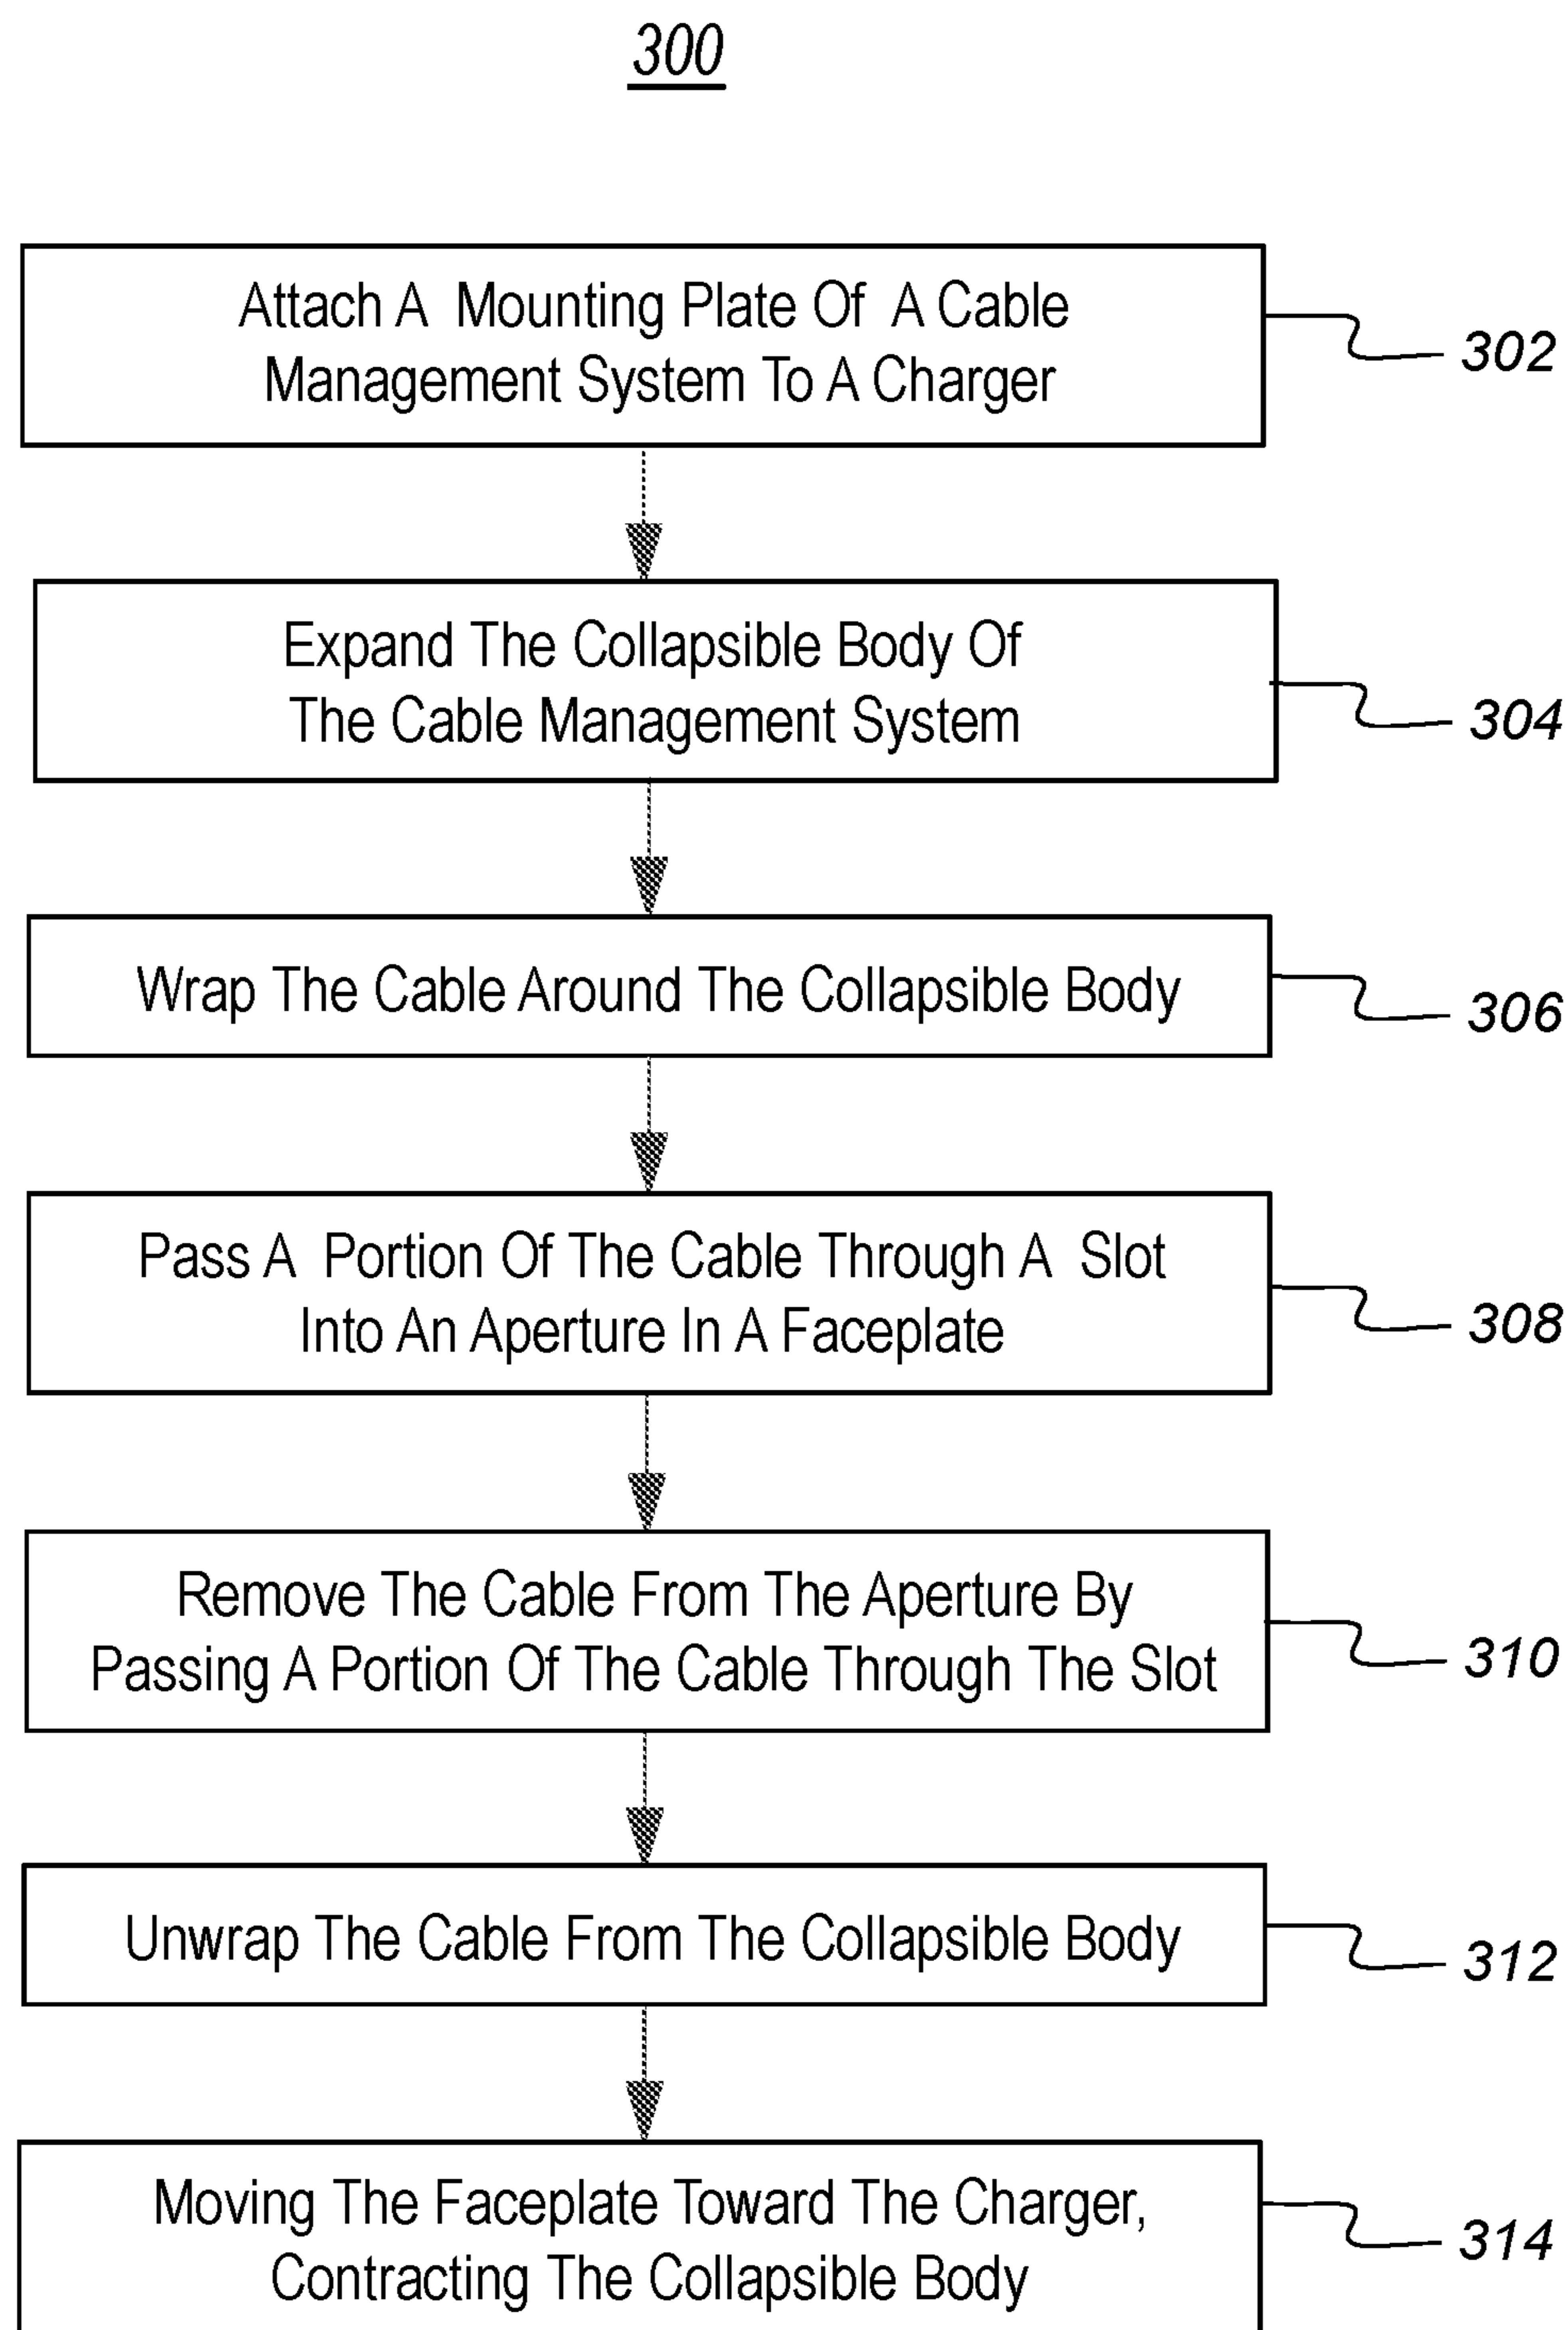 300
Attach A Mounting Plate Of A Cable
Management System To A Charger
302
Expand The Collapsible Body Of
The Cable Management System
304
Wrap The Cable Around The Collapsible Body
306
Pass A Portion Of The Cable Through A Slot
Into An Aperture In A Faceplate
308
Remove The Cable From The Aperture By
Passing A Portion Of The Cable Through The Slot
310
Unwrap The Cable From The Collapsible Body
312
Moving The Faceplate Toward The Charger,
Contracting The Collapsible Body
314